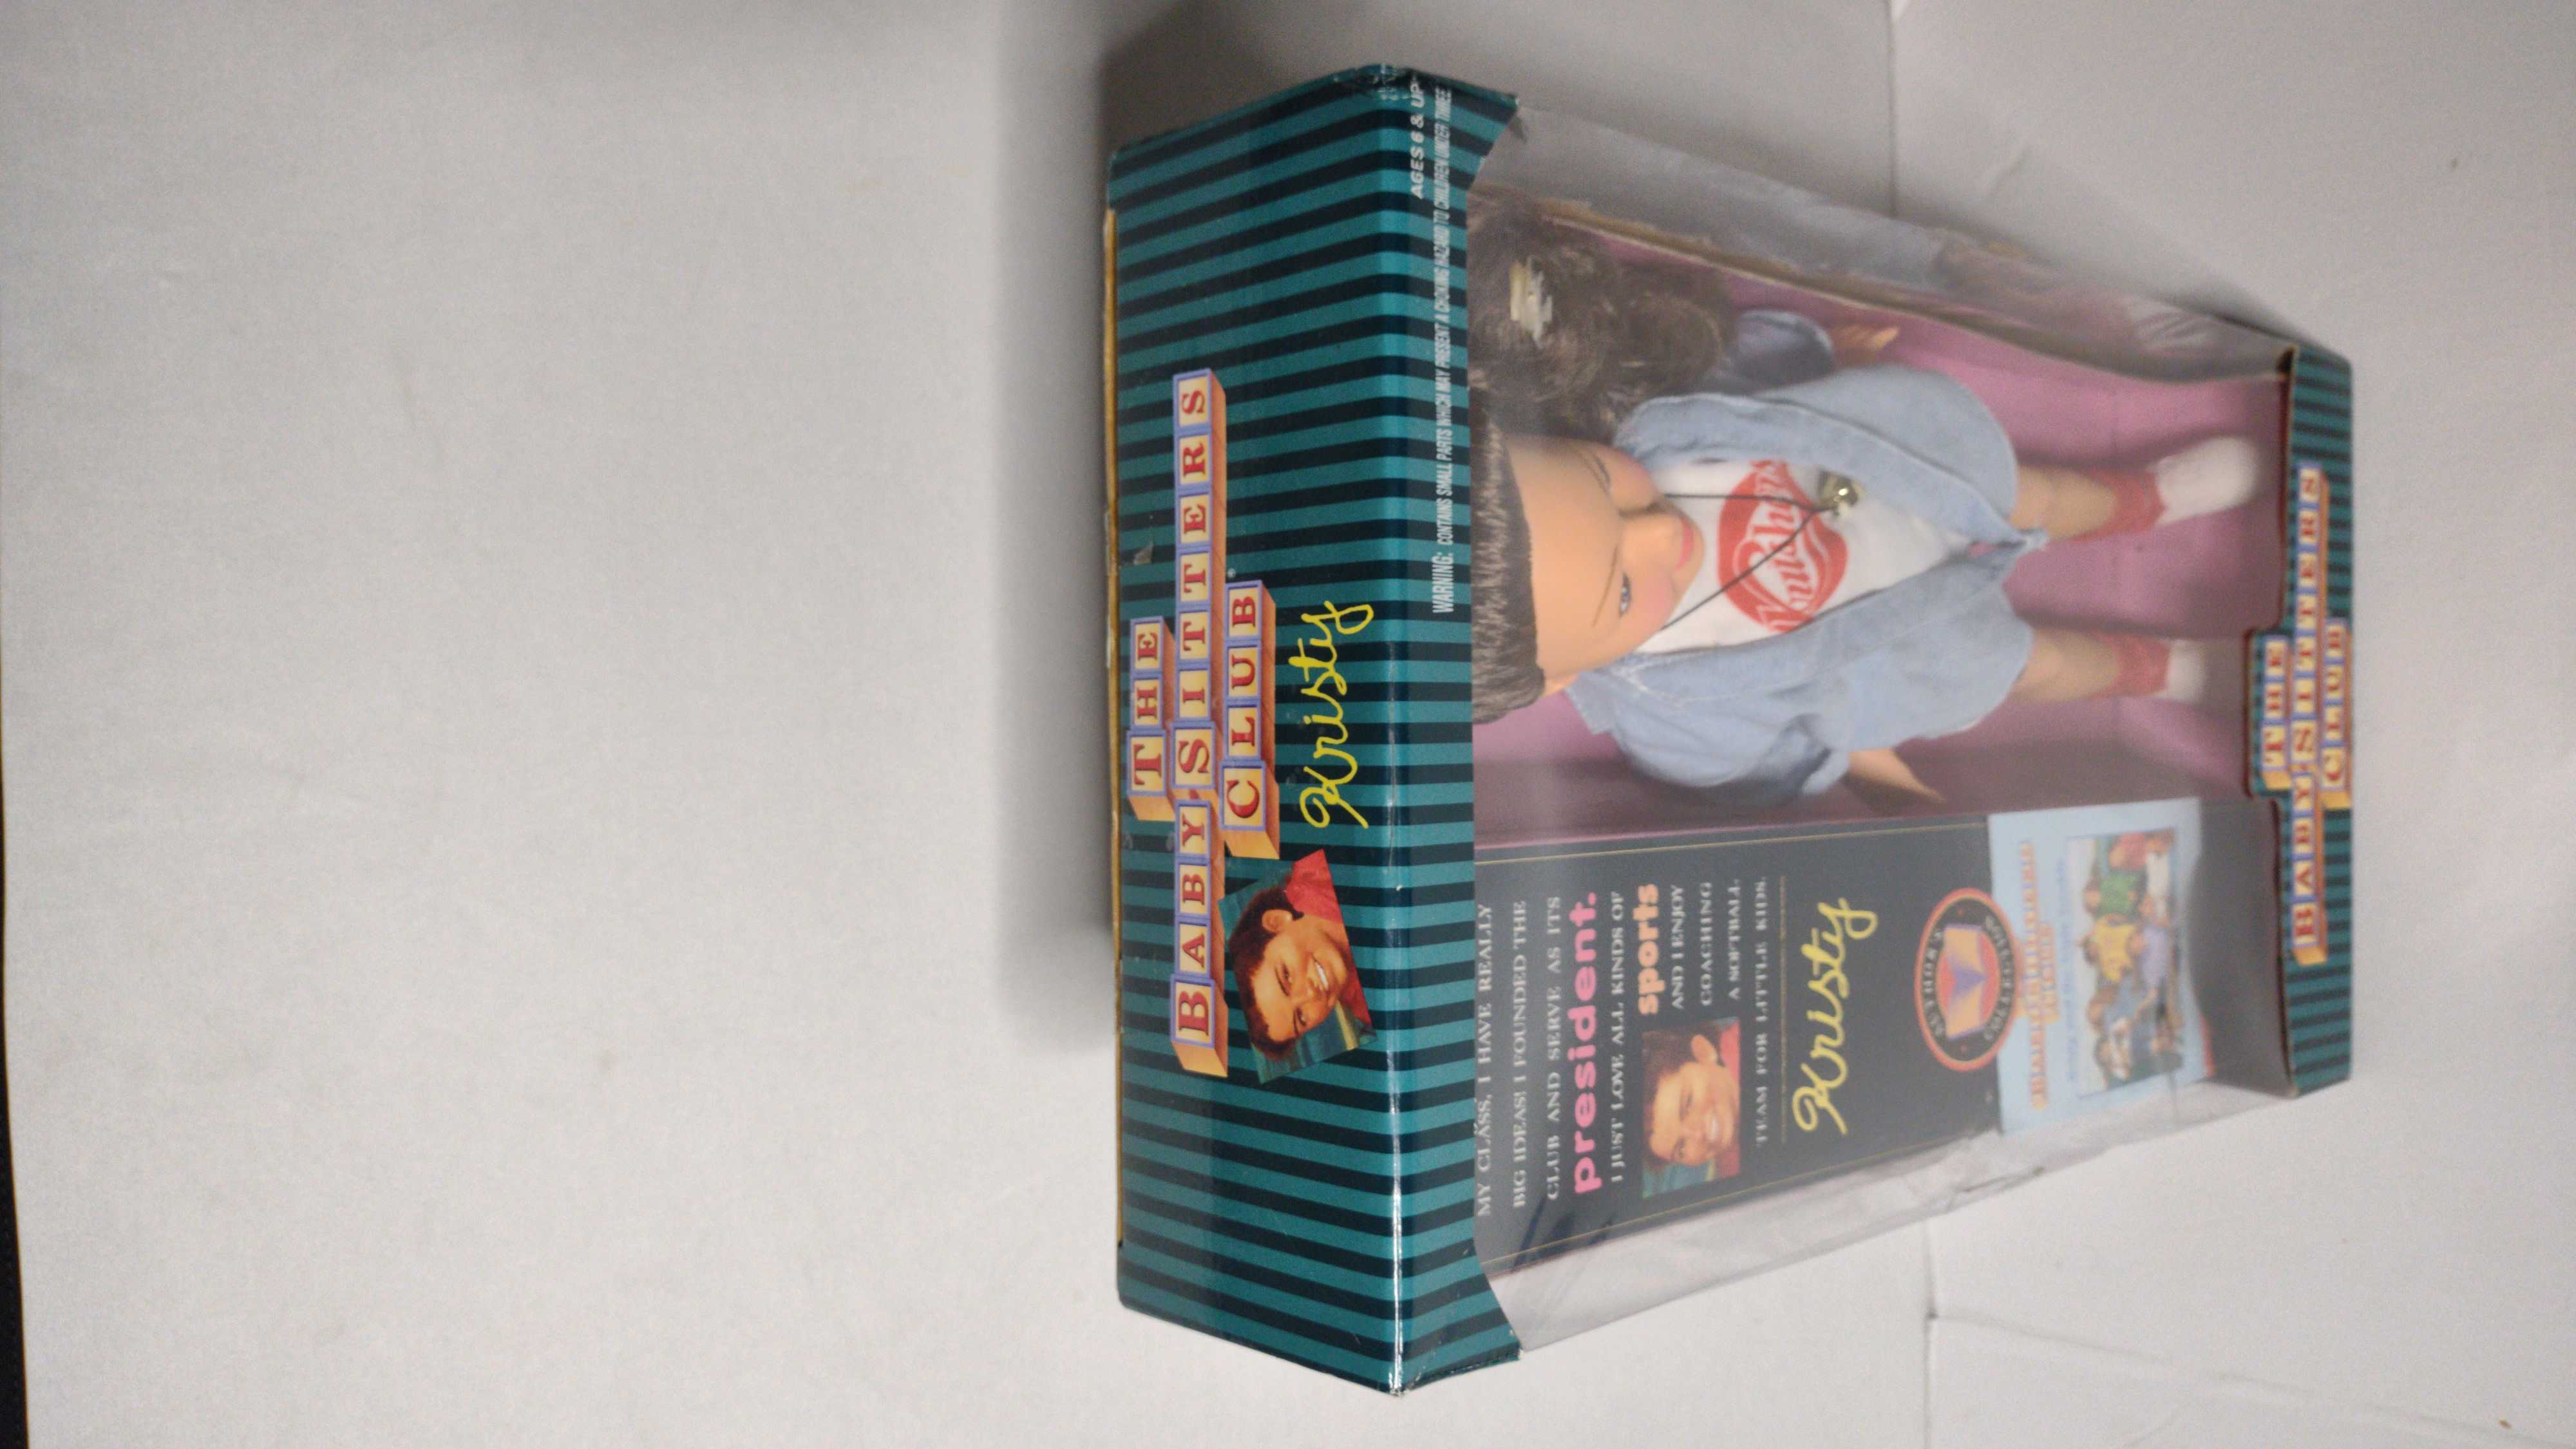 THE
BABY SITTERS
CLUB®
Kristy
AGES 6 & UP
WARNING: CONTAINS SMALL PARTS WHICH MAY PRESENT A CHOKING HAZARD TO CHILDREN UNDER THREE
MY CLASS, I HAVE REALLY
BIG IDEAS! I FOUNDED THE
CLUB AND SERVE AS ITS
president.
I JUST LOVE ALL KINDS OF
sports
AND I ENJOY
COACHING
A SOFTBALL
TEAM FOR LITTLE KIDS.
Kristy
Krushers
THE
BABY SITTERS
CLUB